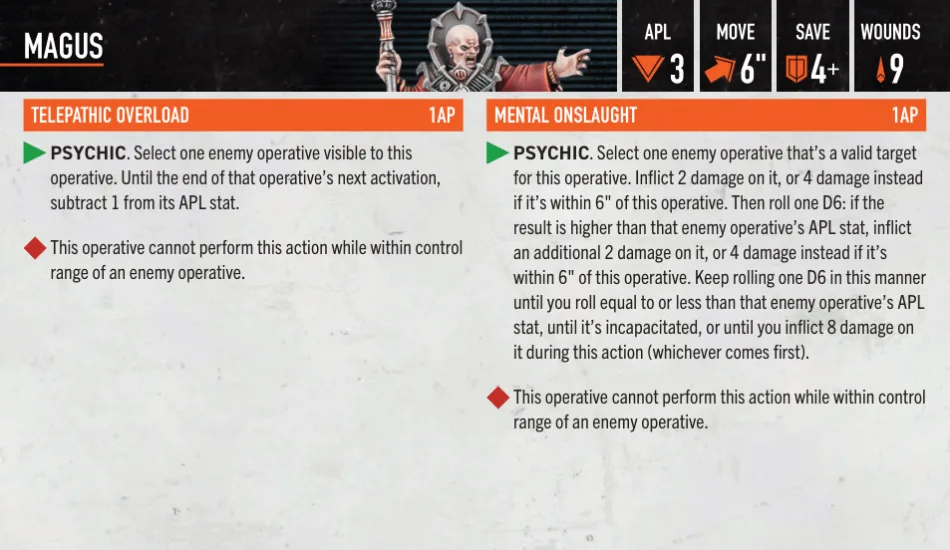 MAGUS
APL
3
MOVE
6"
SAVE
4+
WOUNDS
9
TELEPATHIC OVERLOAD 1AP
PSYCHIC. Select one enemy operative visible to this
operative. Until the end of that operative's next activation,
subtract 1 from its APL stat.
This operative cannot perform this action while within control
range of an enemy operative.
MENTAL ONSLAUGHT 1AP
PSYCHIC. Select one enemy operative that's a valid target
for this operative. Inflict 2 damage on it, or 4 damage instead
if it's within 6" of this operative. Then roll one D6: if the
result is higher than that enemy operative's APL stat, inflict
an additional 2 damage on it, or 4 damage instead if it's
within 6" of this operative. Keep rolling one D6 in this manner
until you roll equal to or less than that enemy operative's APL
stat, until it's incapacitated, or until you inflict 8 damage on
it during this action (whichever comes first).
This operative cannot perform this action while within control
range of an enemy operative.